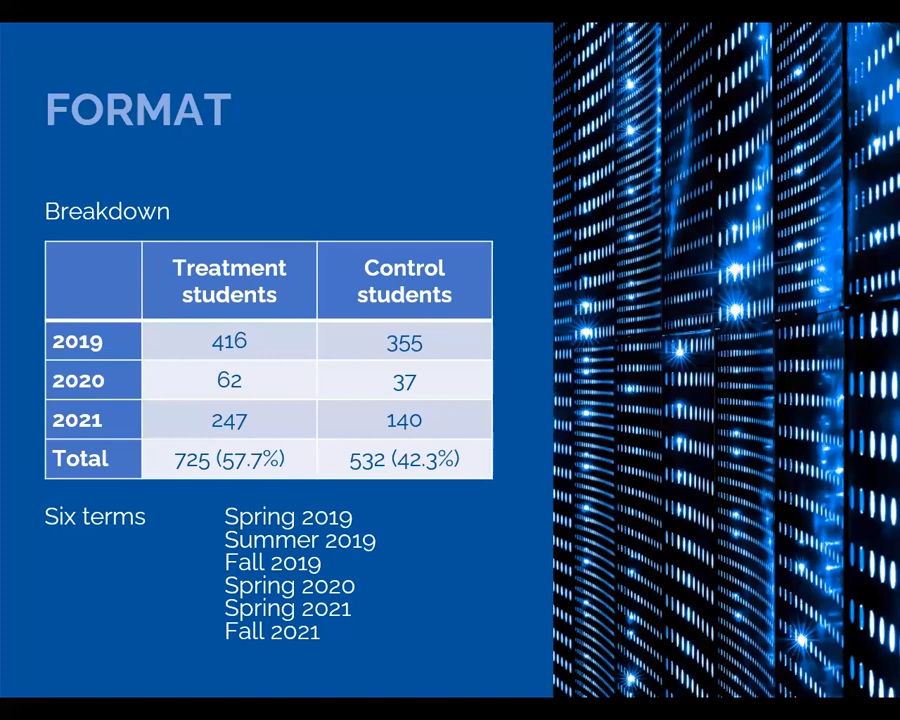 FORMAT
Breakdown
Treatment students Control students
2019 416 355
2020 62 37
2021 247 140
Total 725 (57.7%) 532 (42.3%)
Six terms Spring 2019
Summer 2019
Fall 2019
Spring 2020
Spring 2021
Fall 2021